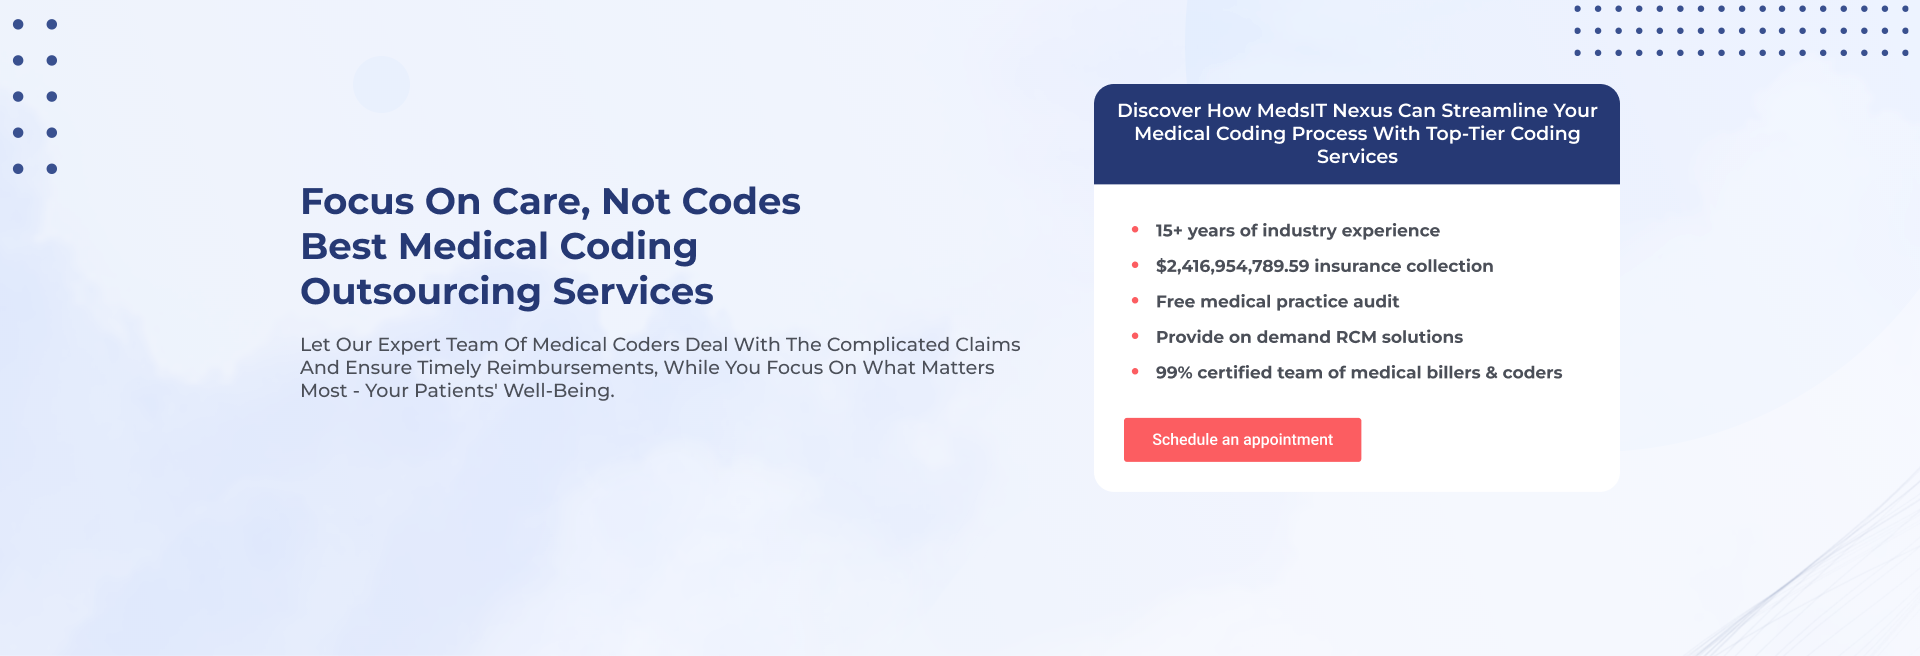 Focus On Care, Not Codes
Best Medical Coding
Outsourcing Services
Let Our Expert Team Of Medical Coders Deal With The Complicated Claims
And Ensure Timely Reimbursements, While You Focus On What Matters
Most - Your Patients' Well-Being.
Discover How MedsIT Nexus Can Streamline Your
Medical Coding Process With Top-Tier Coding
Services
• 15+ years of industry experience
• $2,416,954,789.59 insurance collection
• Free medical practice audit
• Provide on demand RCM solutions
• 99% certified team of medical billers & coders
Schedule an appointment